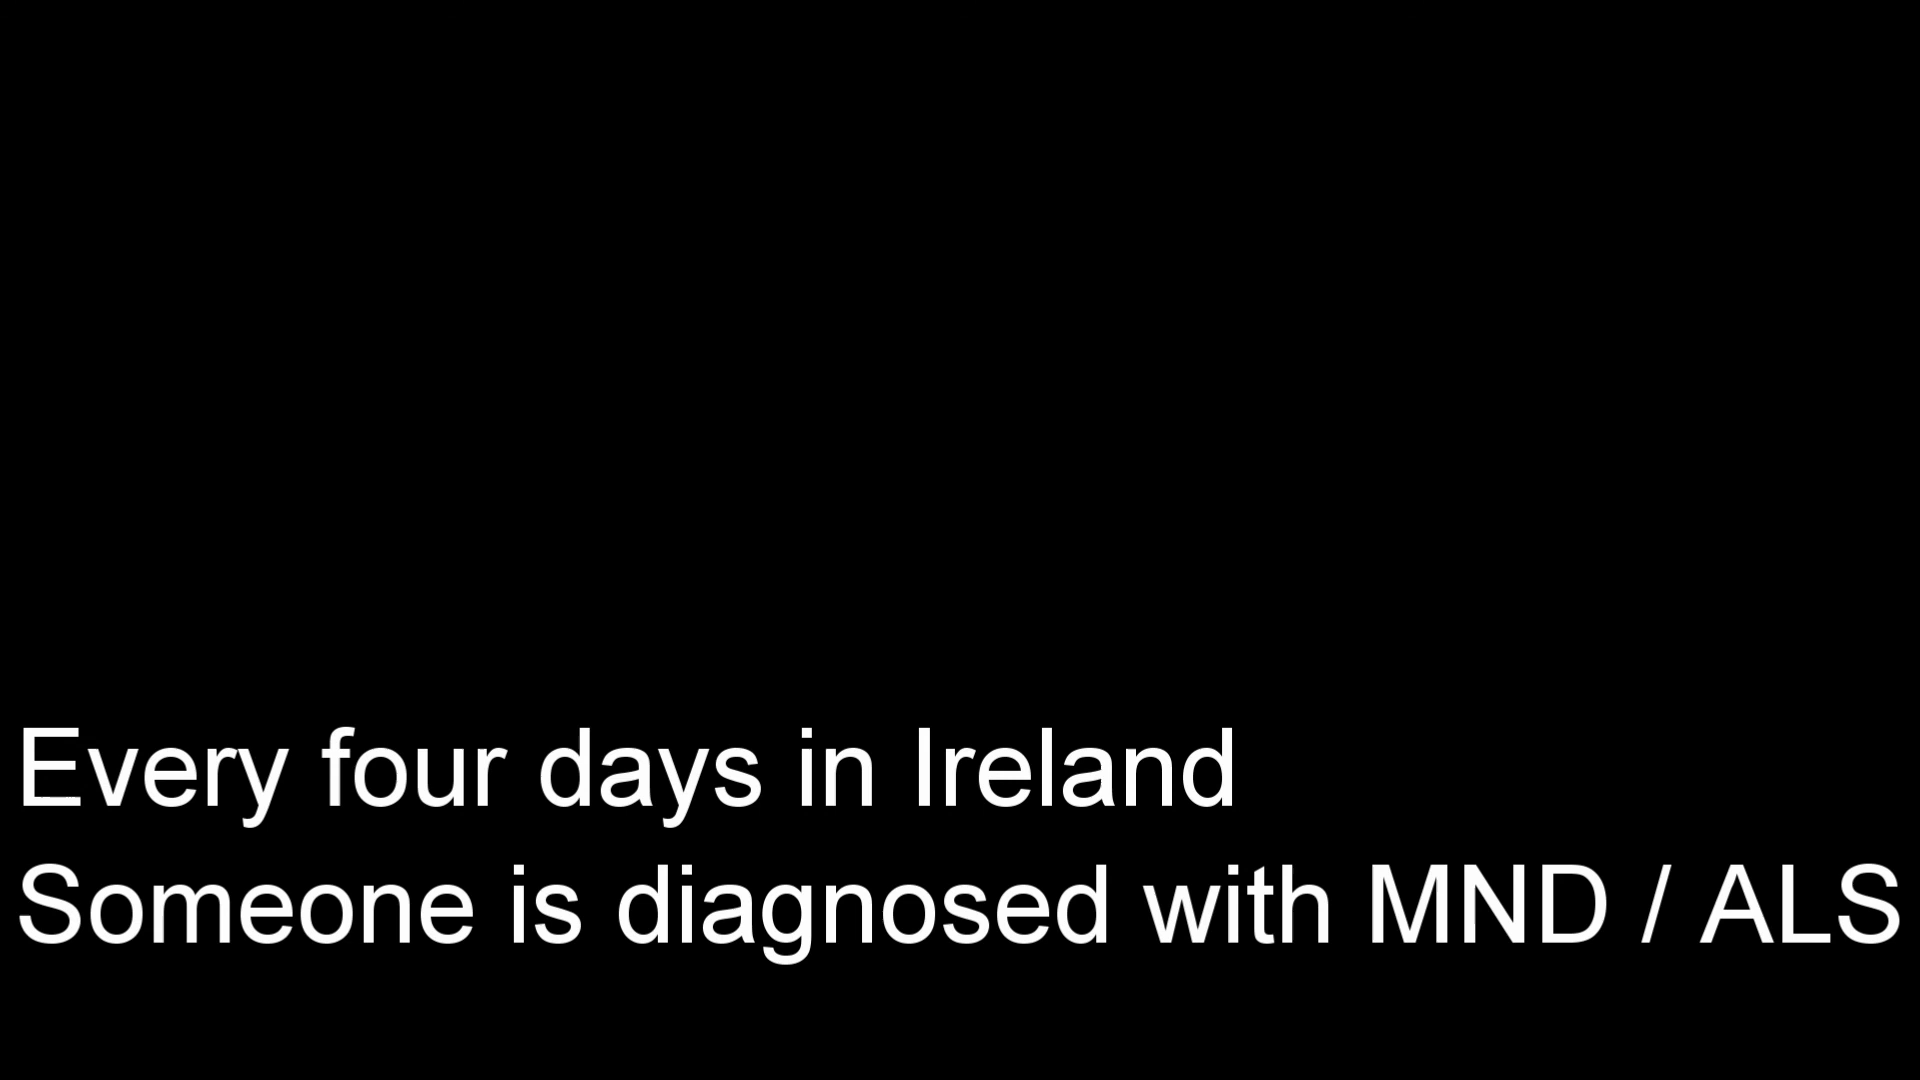 Every four days in Ireland
Someone is diagnosed with MND / ALS